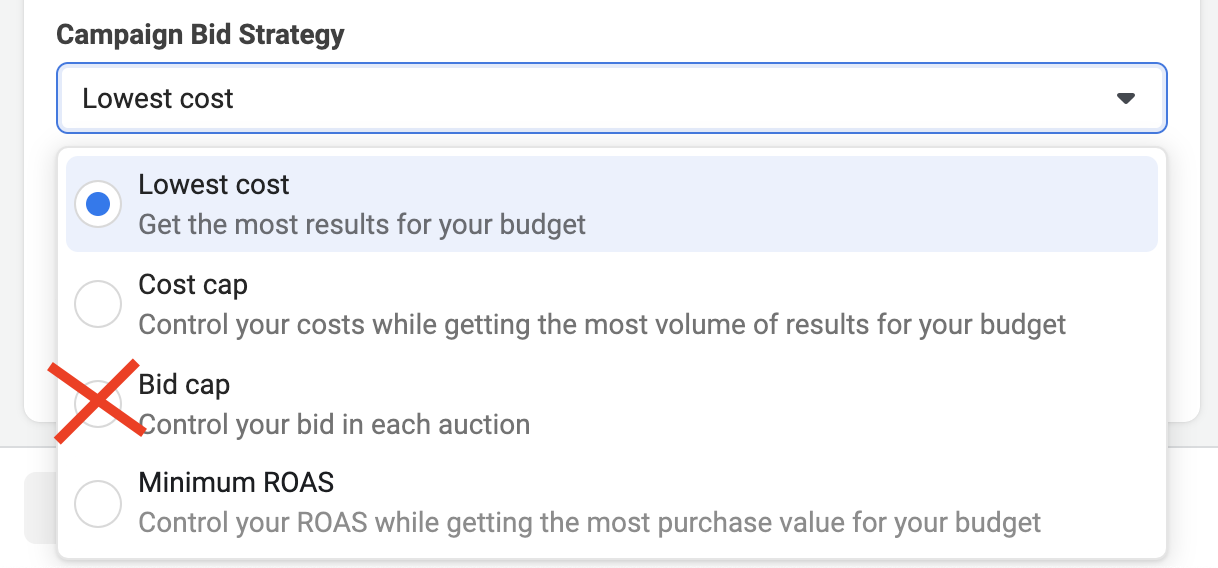 Campaign Bid Strategy
Lowest cost
Lowest cost
Get the most results for your budget
Cost cap
Control your costs while getting the most volume of results for your budget
Bid cap
Control your bid in each auction
Minimum ROAS
Control your ROAS while getting the most purchase value for your budget